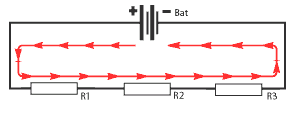 + - Bat
R1 R2 R3